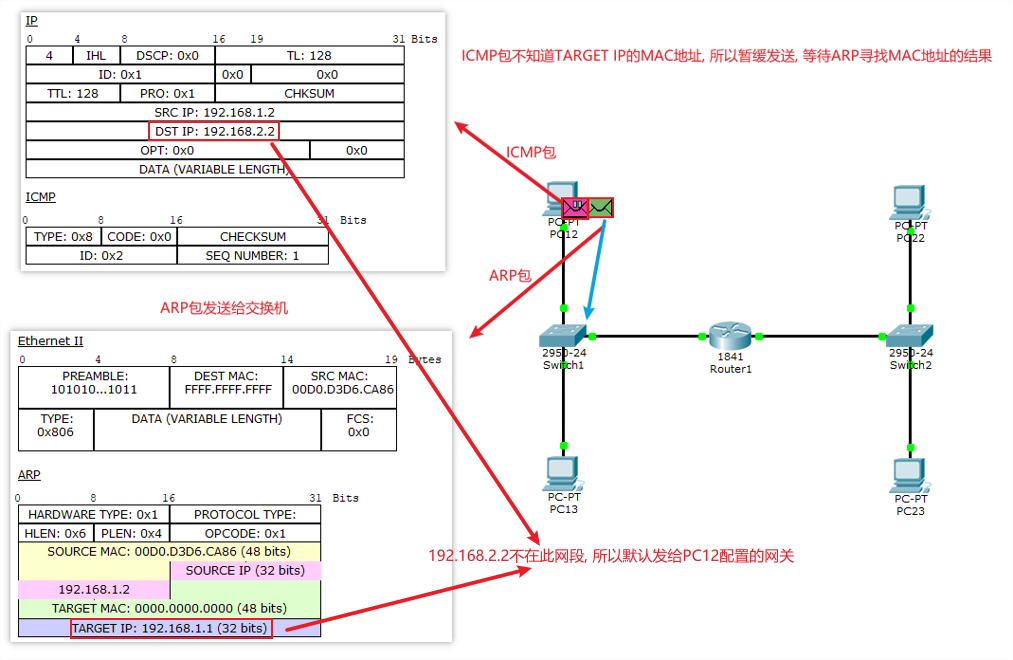 IP
0 4 8 16 19 31 Bits
4 IHL DSCP: 0x0 TL: 128
ID: 0x1 0x0 0x0
TTL: 128 PRO: 0x1 CHKSUM
SRC IP: 192.168.1.2
DST IP: 192.168.2.2
OPT: 0x0 0x0
DATA (VARIABLE LENGTH)
ICMP
0 8 16 31 Bits
TYPE: 0x8 CODE: 0x0 CHECKSUM
ID: 0x2 SEQ NUMBER: 1
ICMP包不知道TARGET IP的MAC地址, 所以暂缓发送, 等待ARP寻找MAC地址的结果
ICMP包
PC-PT
PC12
PC-PT
PC22
ARP包
ARP包发送给交换机
2950-24
Switch1
1841
Router1
2950-24
Switch2
PC-PT
PC13
PC-PT
PC23
Ethernet II
0 4 8 14 19 Bytes
PREAMBLE: DEST MAC: SRC MAC:
101010...1011 FFFF.FFFF.FFFF 00D0.D3D6.CA86
TYPE: DATA (VARIABLE LENGTH) FCS:
0x806 0x0
ARP
0 8 16 31 Bits
HARDWARE TYPE: 0x1 PROTOCOL TYPE:
HLEN: 0x6 PLEN: 0x4 OPCODE: 0x1
SOURCE MAC: 00D0.D3D6.CA86 (48 bits)
SOURCE IP (32 bits)
192.168.1.2
TARGET MAC: 0000.0000.0000 (48 bits)
TARGET IP: 192.168.1.1 (32 bits)
192.168.2.2不在此网段, 所以默认发给PC12配置的网关